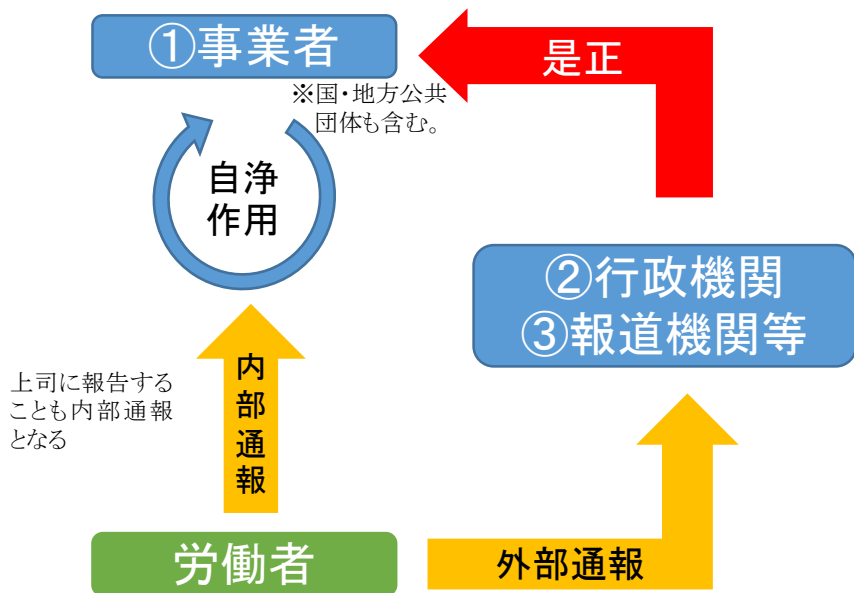 ①事業者
※国・地方公共
団体も含む。
是正
自浄
作用
②行政機関
③報道機関等
上司に報告する
ことも内部通報
となる
内部通報
労働者
外部通報